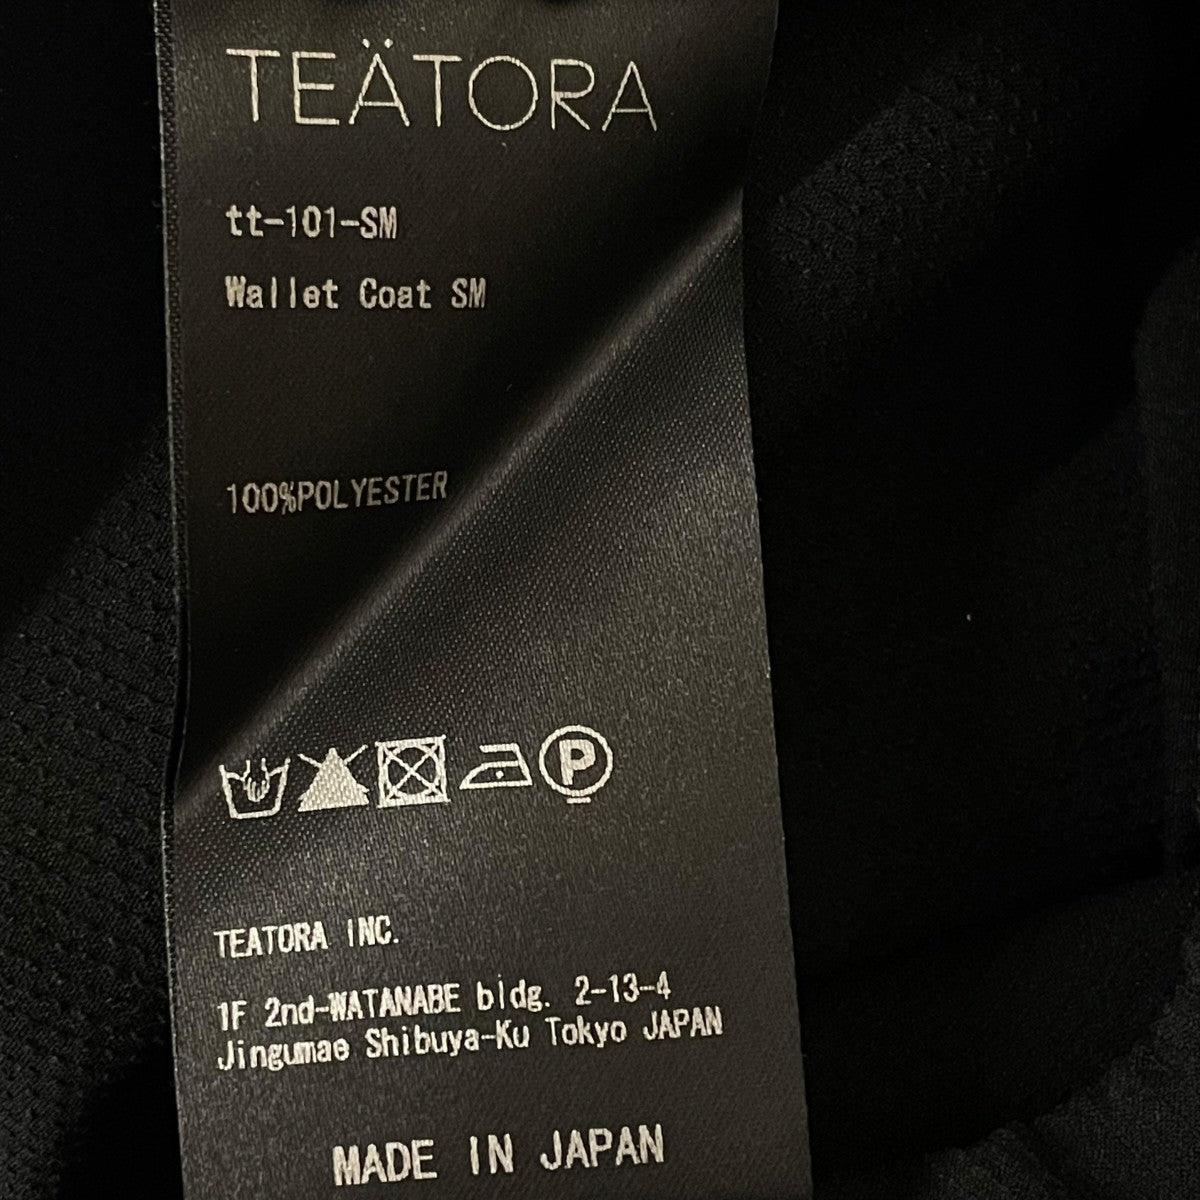 TEÄTORA
tt-101-SM
Wallet Coat SM
100%POLYESTER
P
TEATORA INC.
1F 2nd-WATANABE bldg. 2-13-4
Jingumae Shibuya-Ku Tokyo JAPAN
MADE IN JAPAN